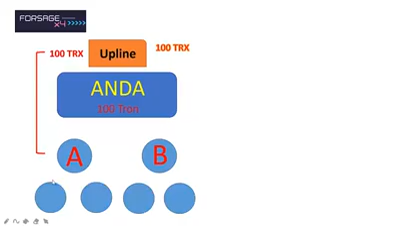 FORSAGE
x4
100 TRX
Upline
100 TRX
ANDA
100 Tron
A
B